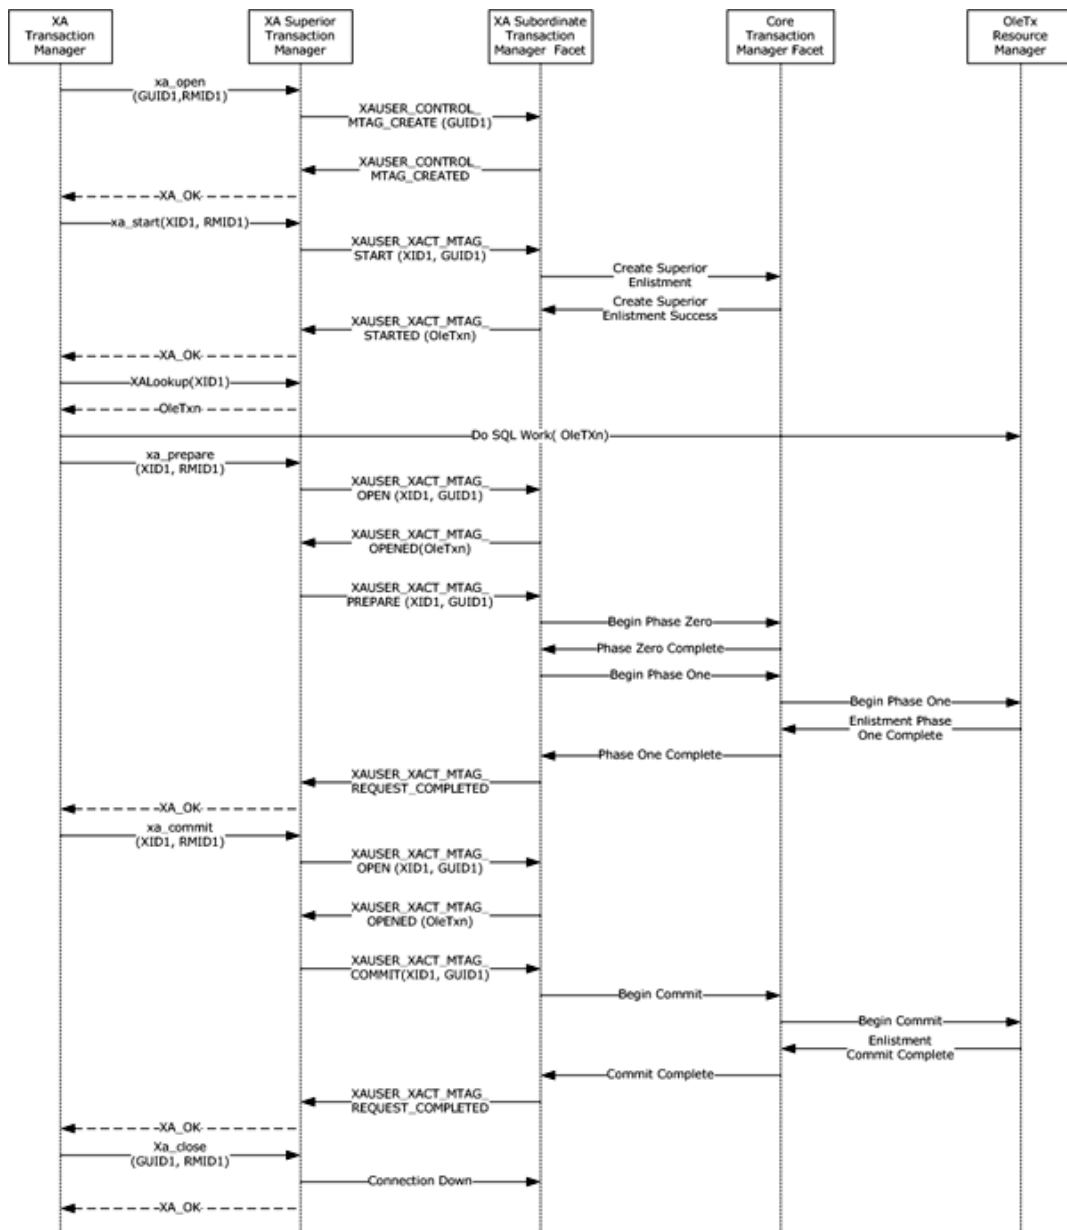 XA
Transaction
Manager
XA Superior
Transaction
Manager
XA Subordinate
Transaction
Manager Facet
Core
Transaction
Manager Facet
OleTx
Resource
Manager
xa_open
(GUID1,RMID1)
XAUSER_CONTROL_
MTAG_CREATE (GUID1)
XAUSER_CONTROL_
MTAG_CREATED
XA_OK
xa_start(XID1, RMID1)
XAUSER_XACT_MTAG_
START (XID1, GUID1)
Create Superior
Enlistment
Create Superior
Enlistment Success
XAUSER_XACT_MTAG_
STARTED (OleTxn)
XA_OK
XALookup(XID1)
OleTxn
Do SQL Work( OleTXn)
xa_prepare
(XID1, RMID1)
XAUSER_XACT_MTAG_
OPEN (XID1, GUID1)
XAUSER_XACT_MTAG_
OPENED(OleTxn)
XAUSER_XACT_MTAG_
PREPARE (XID1, GUID1)
Begin Phase Zero
Phase Zero Complete
Begin Phase One
Begin Phase One
Enlistment Phase
One Complete
Phase One Complete
XAUSER_XACT_MTAG_
REQUEST_COMPLETED
XA_OK
xa_commit
(XID1, RMID1)
XAUSER_XACT_MTAG_
OPEN (XID1, GUID1)
XAUSER_XACT_MTAG_
OPENED (OleTxn)
XAUSER_XACT_MTAG_
COMMIT(XID1, GUID1)
Begin Commit
Begin Commit
Enlistment
Commit Complete
Commit Complete
XAUSER_XACT_MTAG_
REQUEST_COMPLETED
XA_OK
Xa_close
(GUID1, RMID1)
Connection Down
XA_OK